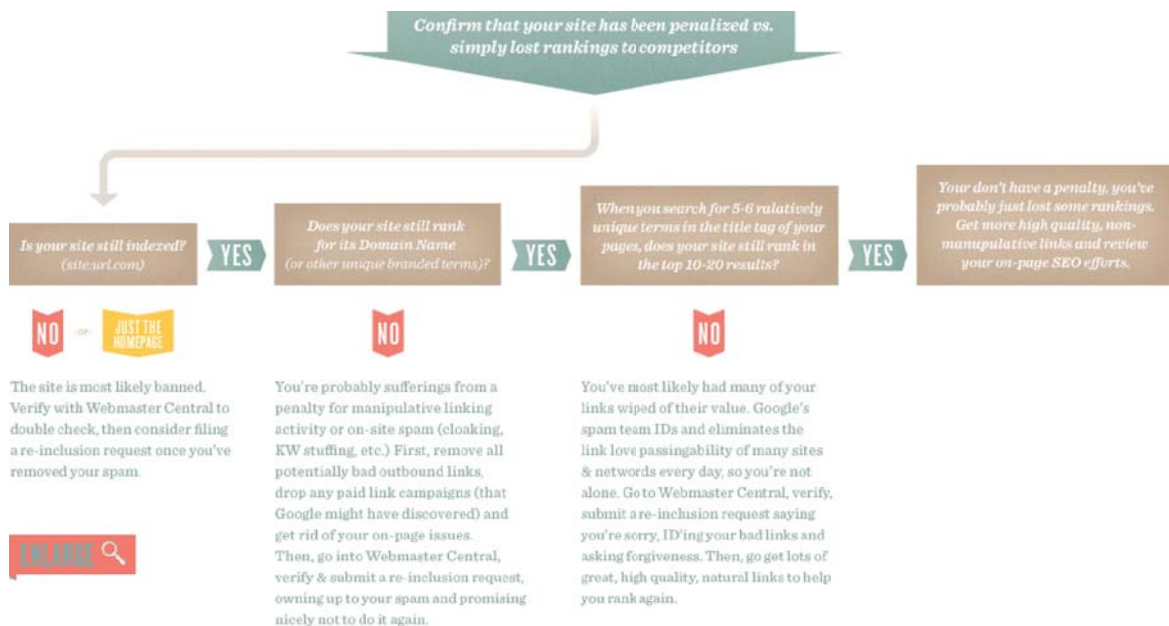 Confirm that your site has been penalized vs.
simply lost rankings to competitors
Is your site still indexed?
(site:url.com)
YES
Does your site still rank
for its Domain Name
(or other unique branded terms)?
YES
When you search for 5-6 ralatively
unique terms in the title tag of your
pages, does your site still rank in
the top 10-20 results?
YES
Your don't have a penalty, you've
probably just lost some rankings.
Get more high quality, non-
manupulative links and review
your on-page SEO efforts.
NO
-OR-
JUST THE
HOMEPAGE
The site is most likely banned.
Verify with Webmaster Central to
double check, then consider filing
a re-inclusion request once you've
removed your spam.
ENLARGE
NO
You're probably sufferings from a
penalty for manipulative linking
activity or on-site spam (cloaking,
KW stuffing, etc.) First, remove all
potentially bad outbound links,
drop any paid link campaigns (that
Google might have discovered) and
get rid of your on-page issues.
Then, go into Webmaster Central,
verify & submit a re-inclusion request,
owning up to your spam and promising
nicely not to do it again.
NO
You've most likely had many of your
links wiped of their value. Google's
spam team IDs and eliminates the
link love passingability of many sites
& networks every day, so you're not
alone. Go to Webmaster Central, verify,
submit a re-inclusion request saying
you're sorry, ID'ing your bad links and
asking forgiveness. Then, go get lots of
great, high quality, natural links to help
you rank again.